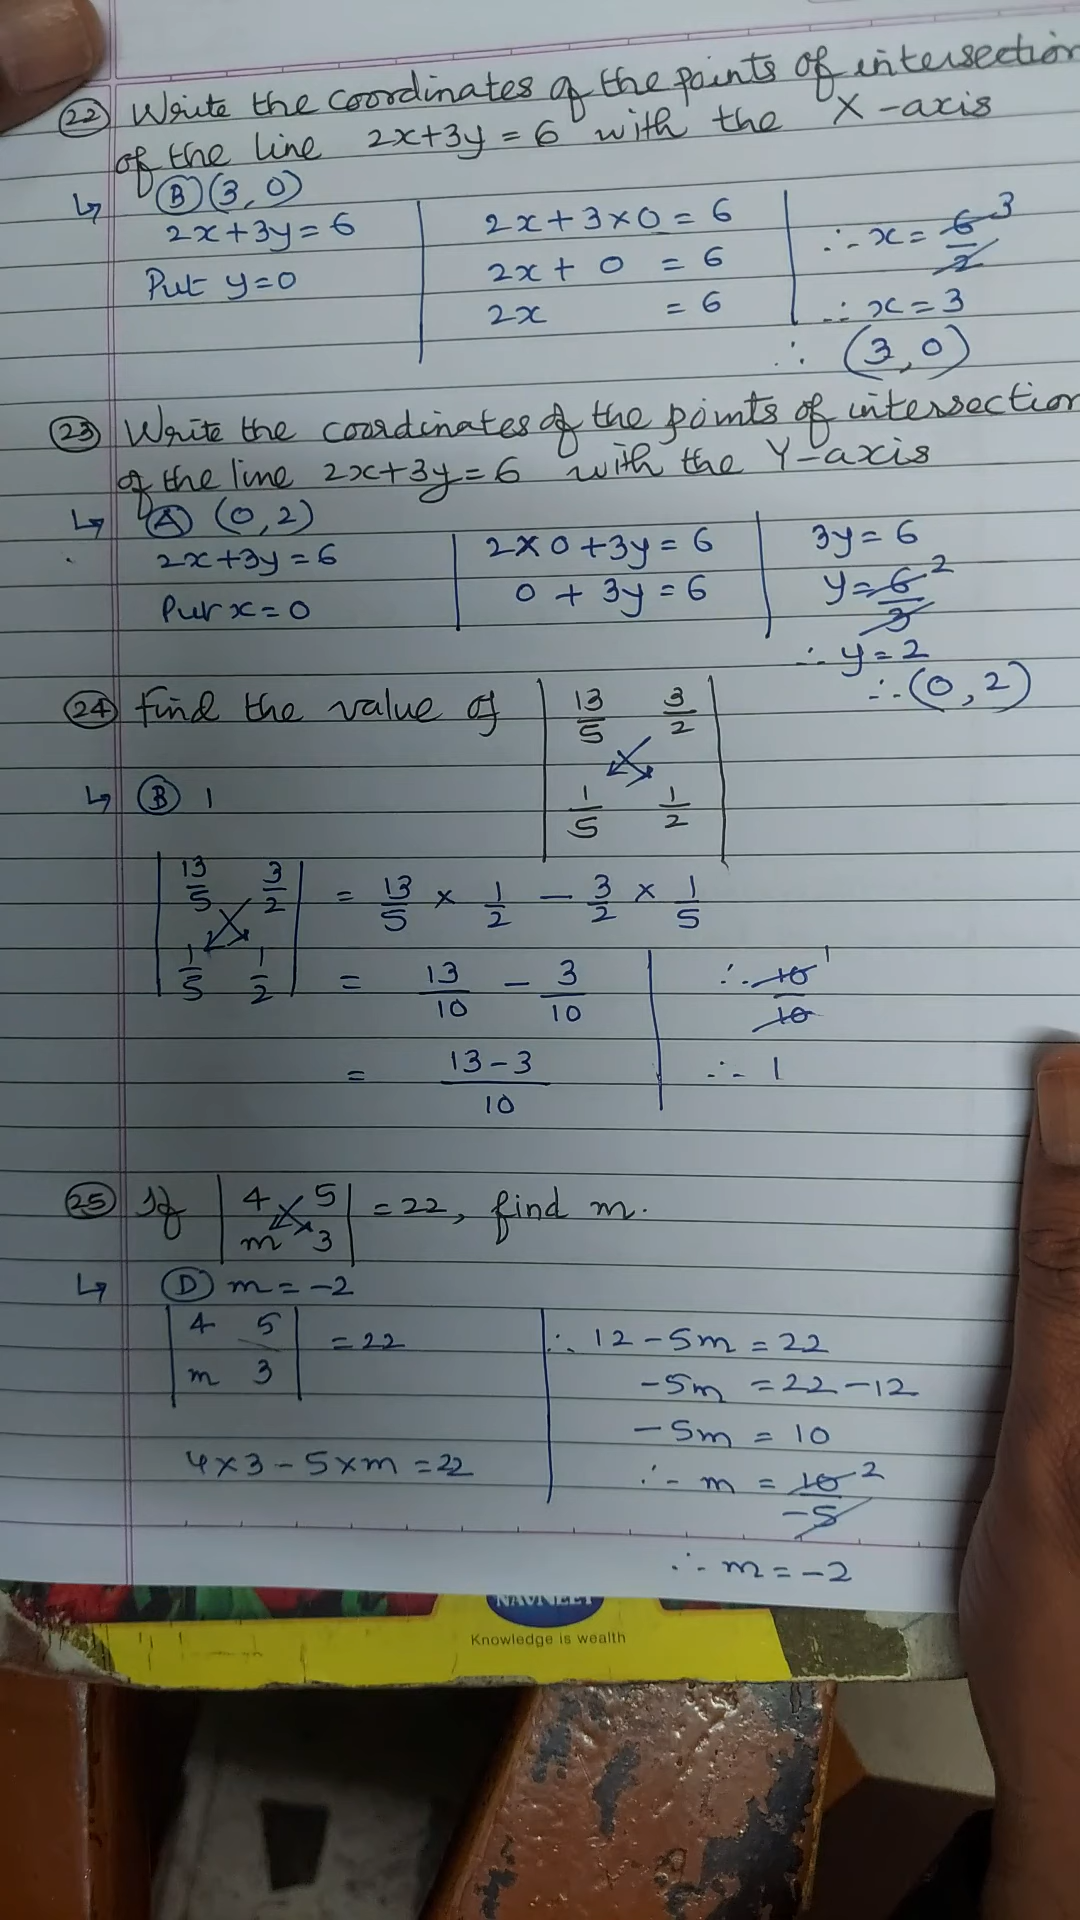 22 Write the coordinates of the points of intersection
of the line 2x+3y = 6 with the X-axis
↳ B (3, 0)
2x+3y = 6
Put y=0
2x + 3×0 = 6
2x + 0 = 6
2x = 6
∴ x = 6/2 3
∴ x = 3
∴ (3, 0)
23 Write the coordinates of the points of intersection
of the line 2x+3y = 6 with the Y-axis
↳ A (0, 2)
2x+3y = 6
Put x = 0
2×0 + 3y = 6
0 + 3y = 6
3y = 6
y = 6/3 2
∴ y = 2
∴ (0, 2)
24 Find the value of | 13/5 3/2 |
| 1/5 1/2 |
↳ B 1
| 13/5 3/2 |
| 1/5 1/2 |
= 13/5 × 1/2 − 3/2 × 1/5
= 13/10 − 3/10
= 13−3/10
∴ 10/10 1
∴ 1
25 If | 4 5 | = 22, find m.
| m 3 |
↳ D m = −2
| 4 5 | = 22
| m 3 |
4×3 − 5×m = 22
∴ 12 − 5m = 22
−5m = 22−12
−5m = 10
∴ m = 10/−5 2
∴ m = −2
NAVNEET
Knowledge is wealth